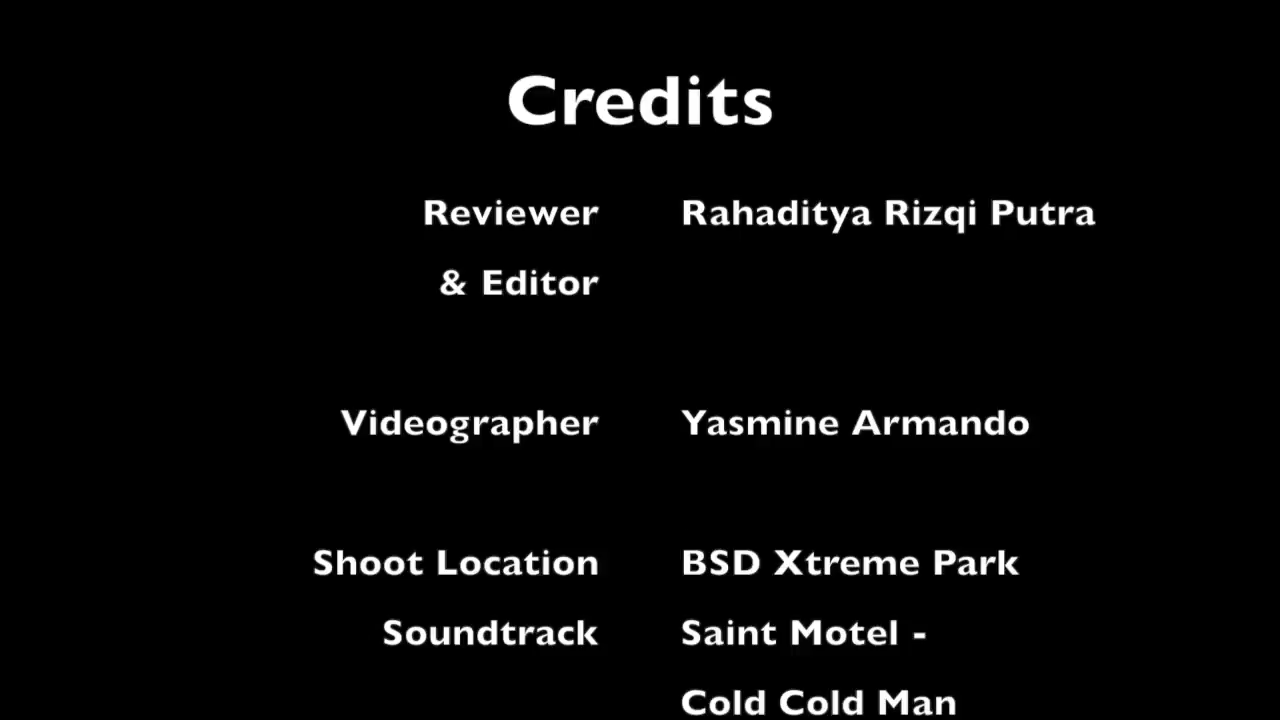 Credits
Reviewer Rahaditya Rizqi Putra
& Editor
Videographer Yasmine Armando
Shoot Location BSD Xtreme Park
Soundtrack Saint Motel -
Cold Cold Man